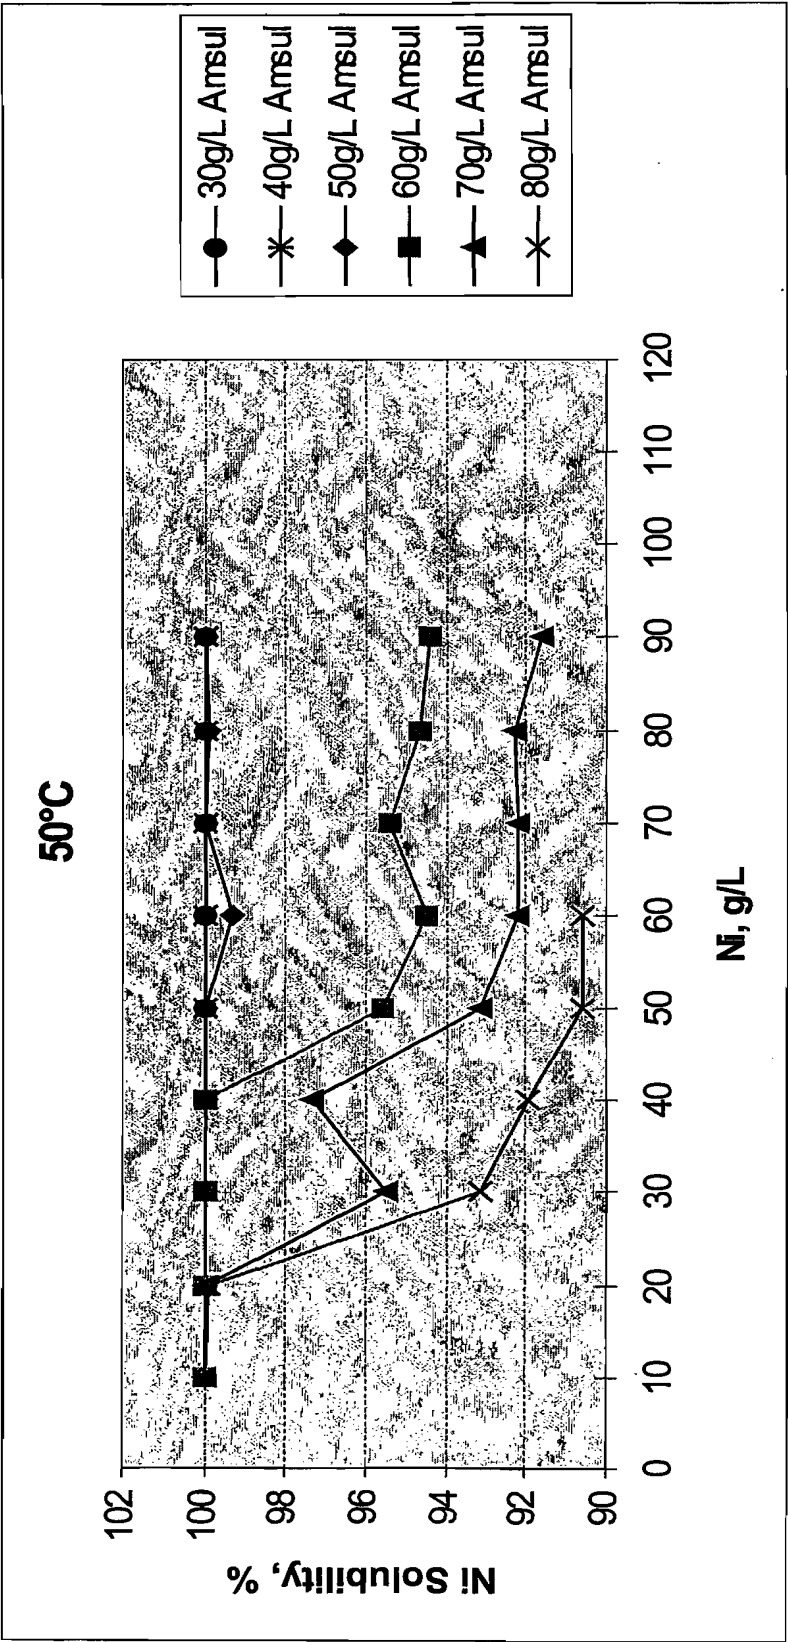 50°C
Ni Solubility, %
102
100
98
96
94
92
90
0
10
20
30
40
50
60
70
80
90
100
110
120
Ni, g/L
30g/L Amsul
40g/L Amsul
50g/L Amsul
60g/L Amsul
70g/L Amsul
80g/L Amsul